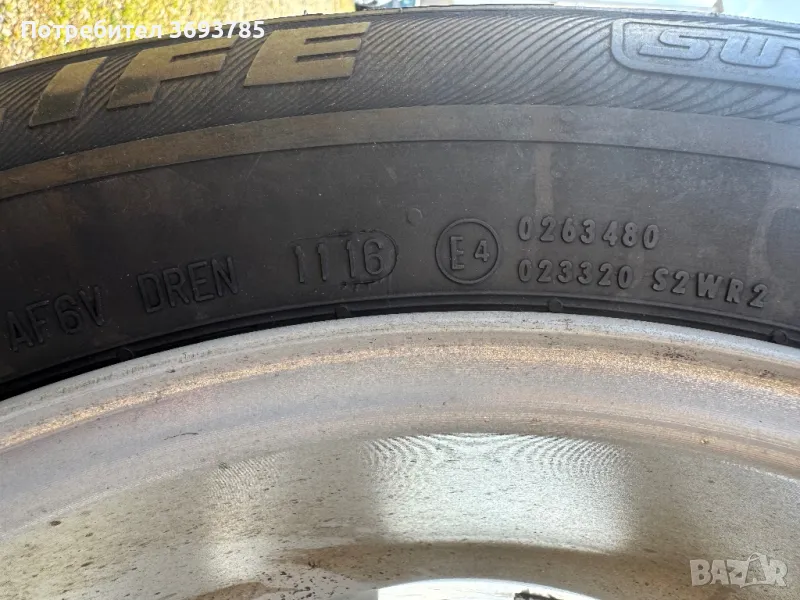 Потребител 3693785
IFE
AF6V DREN 1116 E4 0263480
023320 S2WR2
BAZAR